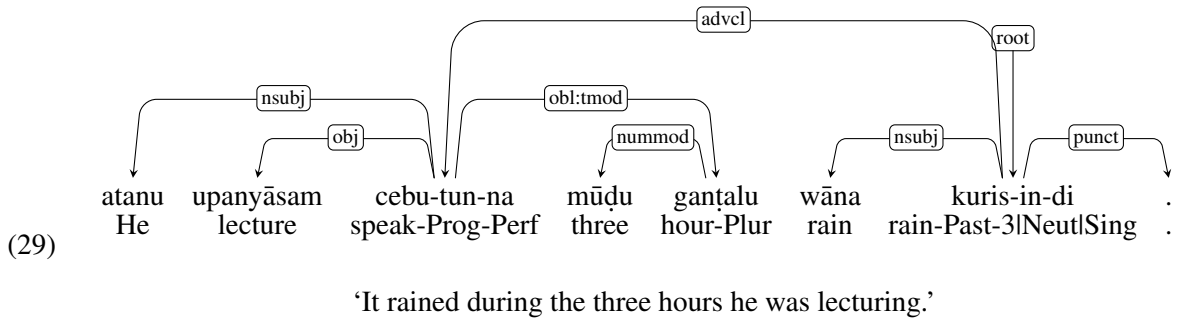 advcl
root
nsubj obl:tmod
obj nummod nsubj punct
atanu upanyāsam cebu-tun-na mūḍu gaṇṭalu wāna kuris-in-di .
He lecture speak-Prog-Perf three hour-Plur rain rain-Past-3|Neut|Sing .
(29)
‘It rained during the three hours he was lecturing.’